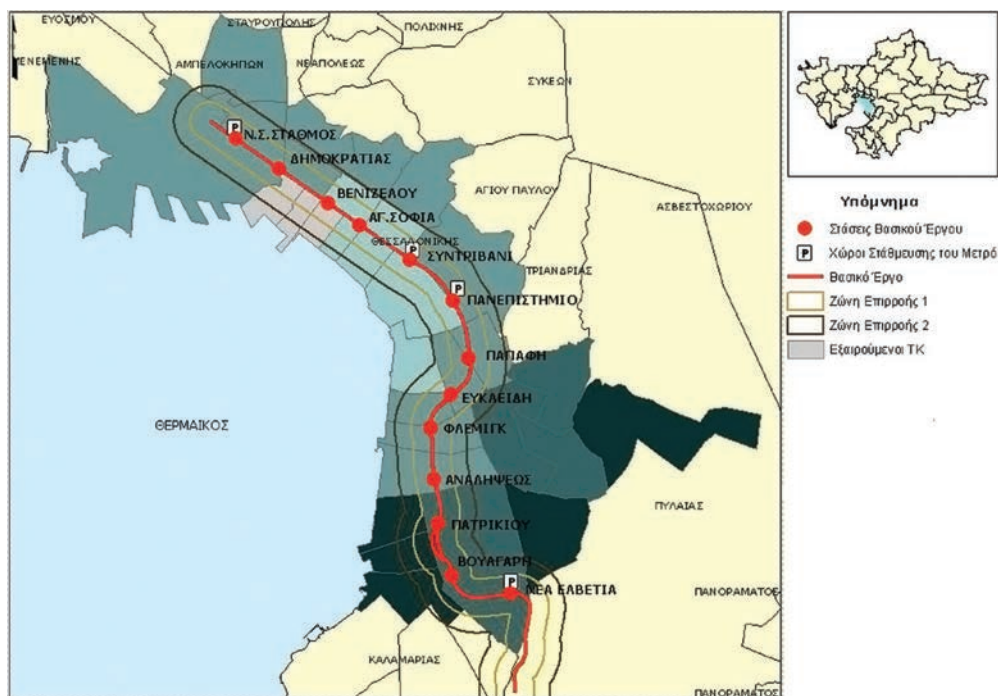 ΕΥΟΣΜΟΥ
ΣΤΑΥΡΟΥΠΟΛΗΣ
ΠΟΛΙΧΝΗΣ
ΕΝΕΜΕΝΗΣ
ΑΜΠΕΛΟΚΗΠΩΝ
ΝΕΑΠΟΛΕΩΣ
ΣΥΚΕΩΝ
P
Ν.Σ.ΣΤΑΘΜΟΣ
ΔΗΜΟΚΡΑΤΙΑΣ
ΒΕΝΙΖΕΛΟΥ
ΑΓΙΟΥ ΠΑΥΛΟΥ
ΑΣΒΕΣΤΟΧΩΡΙΟΥ
ΑΓ.ΣΟΦΙΑ
ΘΕΣΣΑΛΟΝΙΚΗΣ
P
ΣΥΝΤΡΙΒΑΝΙ
ΤΡΙΑΝΔΡΙΑΣ
P
ΠΑΝΕΠΙΣΤΗΜΙΟ
ΠΑΠΑΦΗ
ΕΥΚΛΕΙΔΗ
ΘΕΡΜΑΙΚΟΣ
ΦΛΕΜΙΓΚ
ΑΝΑΛΗΨΕΩΣ
ΠΥΛΑΙΑΣ
ΠΑΤΡΙΚΙΟΥ
ΒΟΥΛΓΑΡΗ
P
ΝΕΑ ΕΛΒΕΤΙΑ
ΠΑΝΟΡΑΜΑΤΟΣ
ΚΑΛΑΜΑΡΙΑΣ
ΠΑΝΟΡΑΜΑΤΟΣ
Υπόμνημα
Στάσεις Βασικού Έργου
P Χώροι Στάθμευσης του Μετρό
Βασικό Έργο
Ζώνη Επιρροής 1
Ζώνη Επιρροής 2
Εξαιρούμενοι ΤΚ